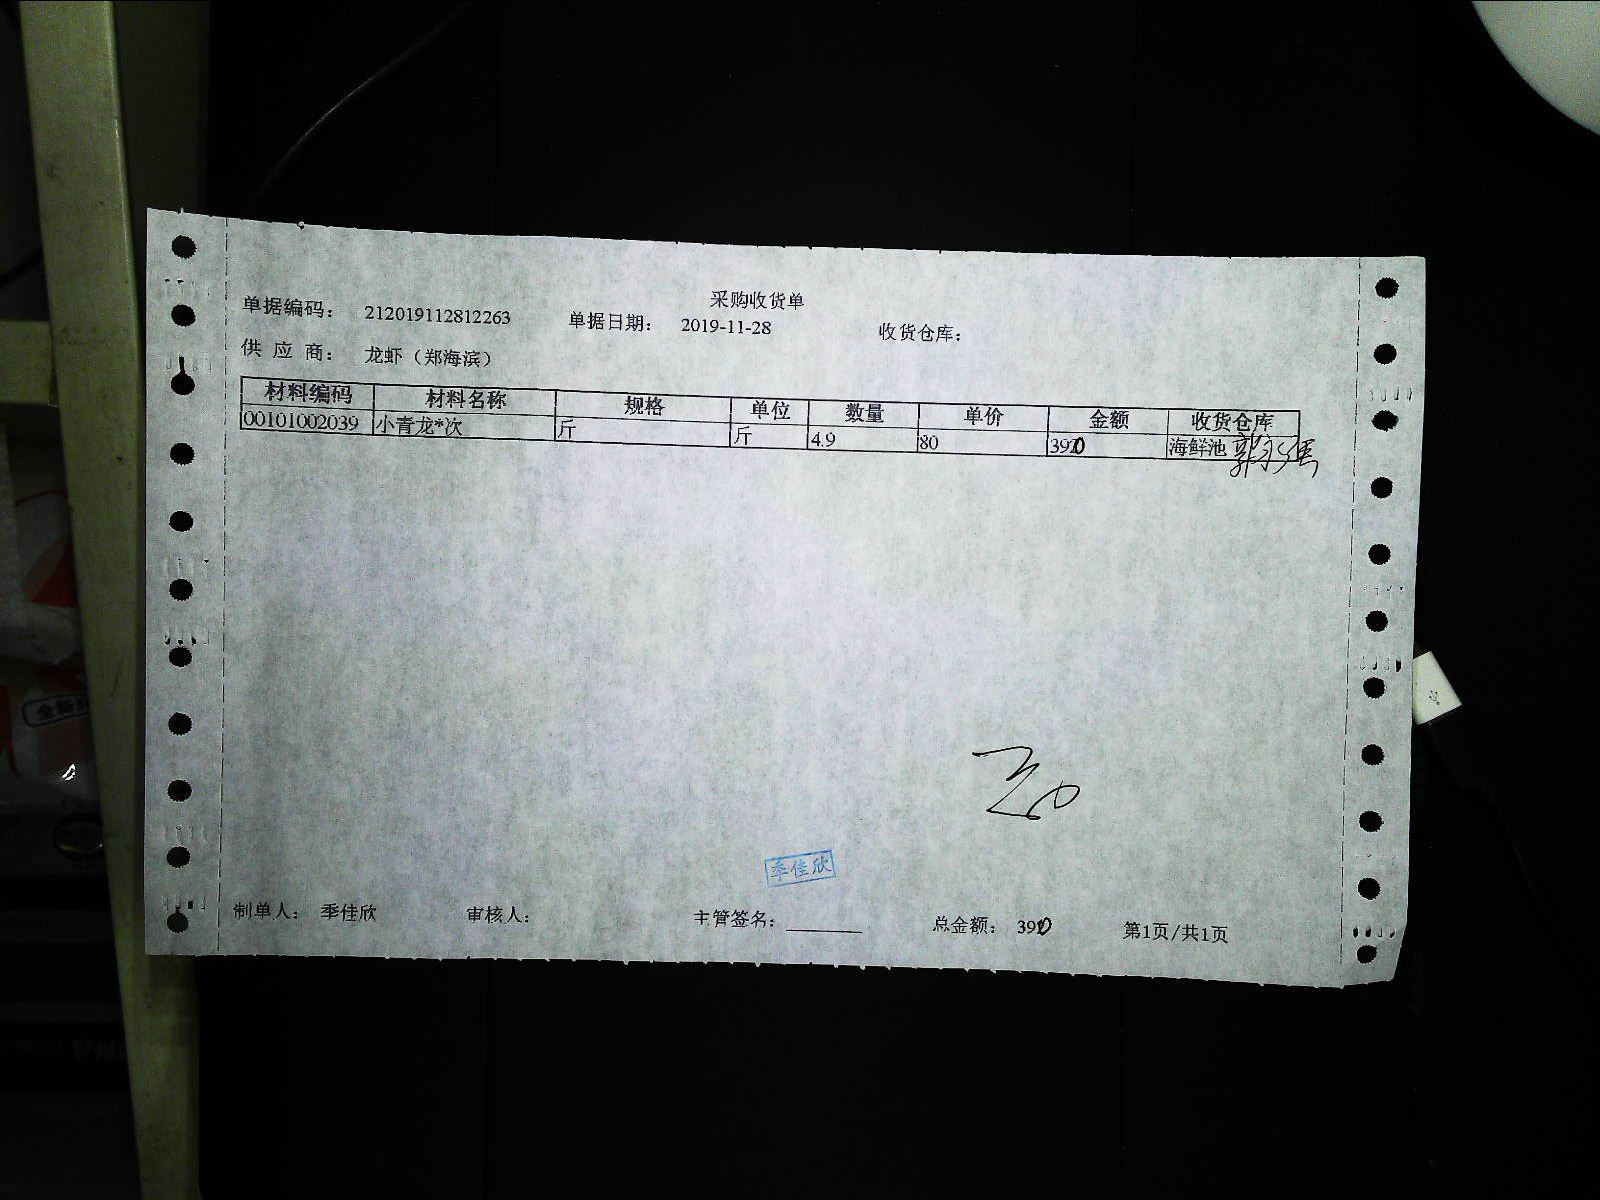 采购收货单
单据编码： 212019112812263 单据日期： 2019-11-28 收货仓库：
供 应 商： 龙虾（郑海滨）
材料编码 材料名称 规格 单位 数量 单价 金额 收货仓库
00101002039 小青龙*次 斤 斤 4.9 80 390 海鲜池
季佳欣
制单人： 季佳欣 审核人： 主管签名： 总金额： 390 第1页/共1页